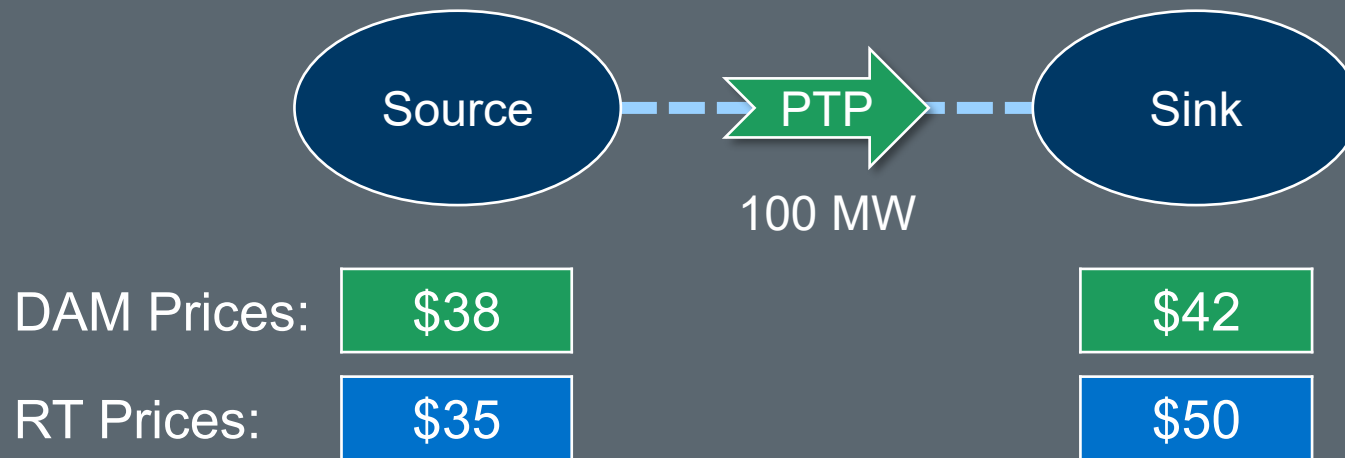 Source PTP Sink
100 MW
DAM Prices: $38 $42
RT Prices: $35 $50